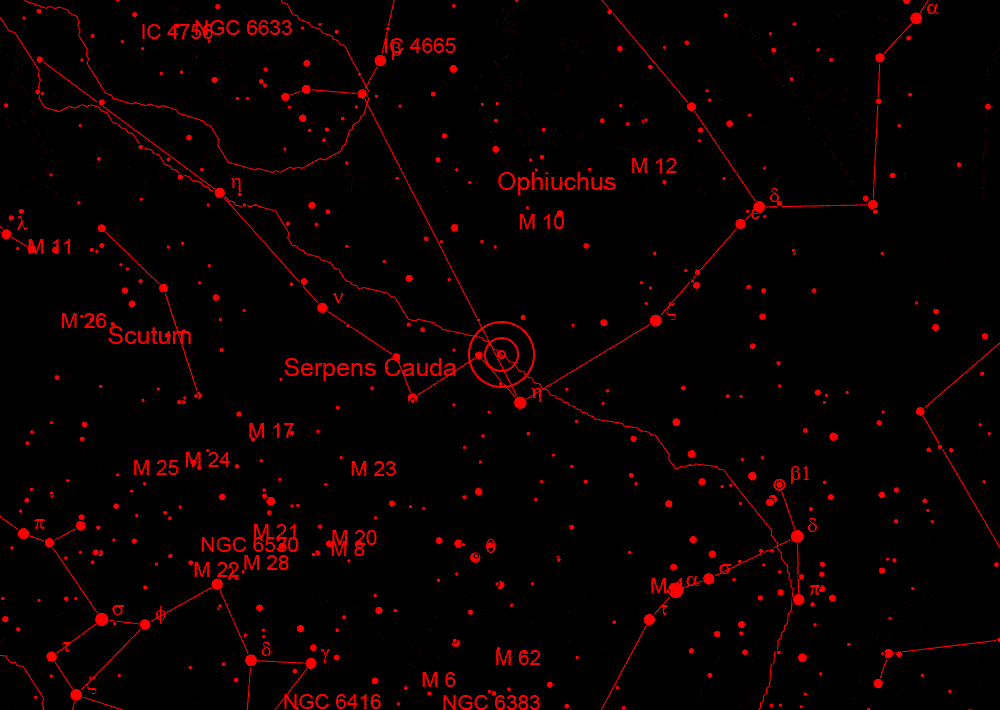 α
IC 4756 NGC 6633
β IC 4665
M 12
η
Ophiuchus
δ
ε
λ
M 11
M 10
ν
ζ
M 26
Scutum
Serpens Cauda
η
M 17
M 24
M 25
M 23
β1
π
δ
M 21
M 20
NGC 6530
M 8
θ
M 28
M 22
λ
α
σ
M 4
π
σ
φ
τ
τ
δ
γ
M 62
ζ
M 6
NGC 6416
NGC 6383